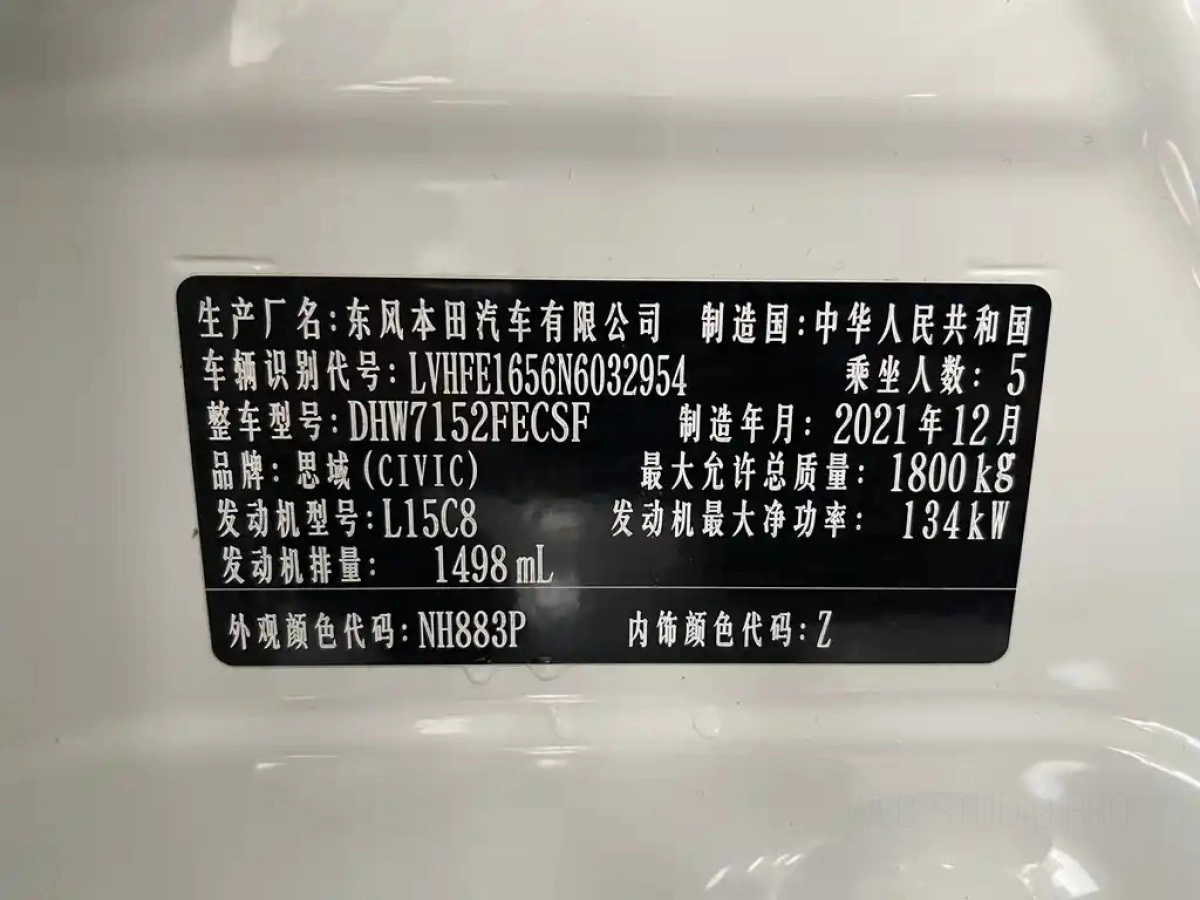 生产厂名:东风本田汽车有限公司 制造国:中华人民共和国
车辆识别代号:LVHFE1656N6032954 乘坐人数:5
整车型号:DHW7152FECSF 制造年月:2021年12月
品牌:思域(CIVIC) 最大允许总质量:1800kg
发动机型号:L15C8 发动机最大净功率:134kW
发动机排量:1498mL
外观颜色代码:NH883P 内饰颜色代码:Z
WEB-STUDIO PRO